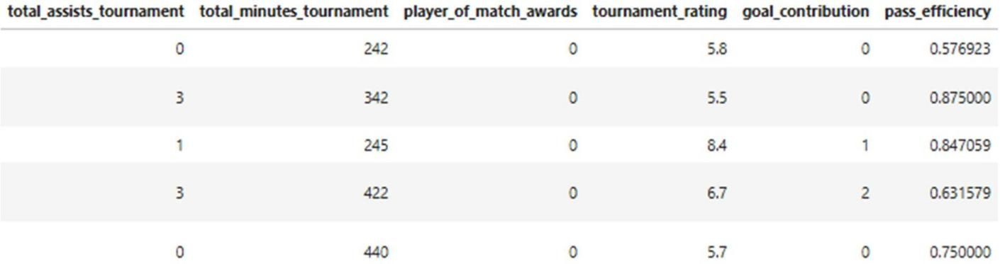 total_assists_tournament total_minutes_tournament player_of_match_awards tournament_rating goal_contribution pass_efficiency
0 242 0 5.8 0 0.576923
3 342 0 5.5 0 0.875000
1 245 0 8.4 1 0.847059
3 422 0 6.7 2 0.631579
0 440 0 5.7 0 0.750000